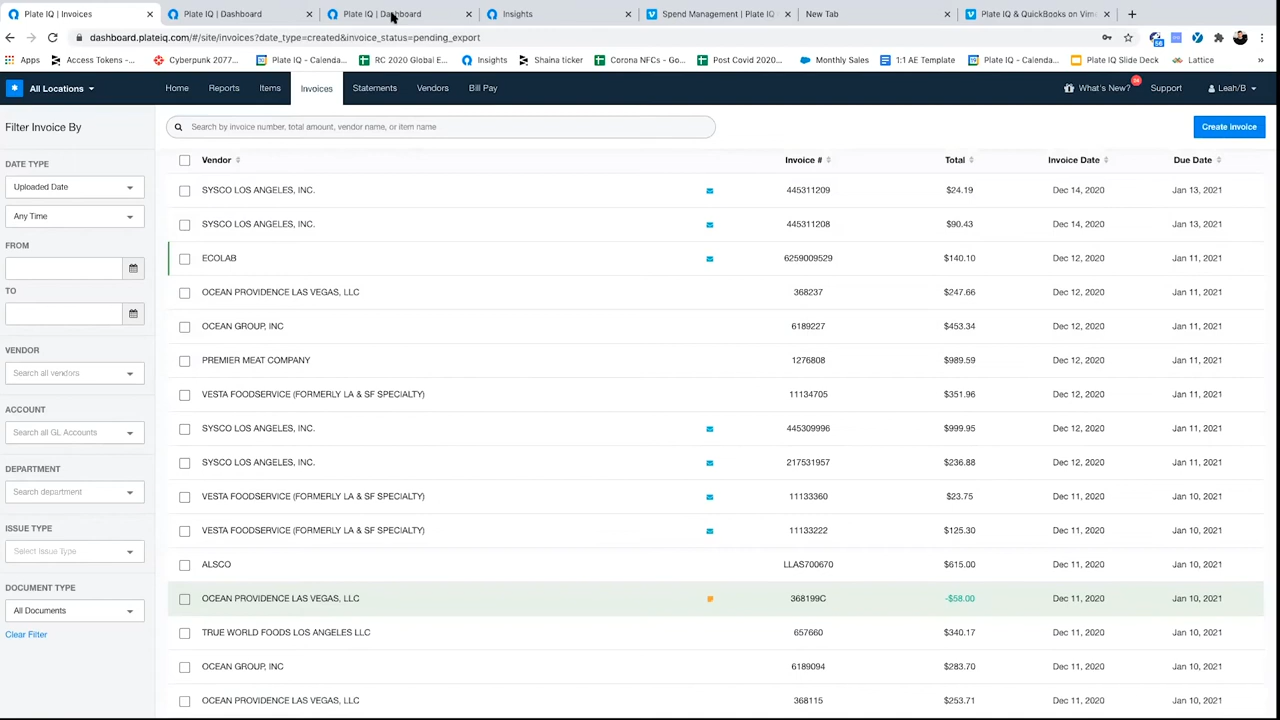 Plate IQ | Invoices
Plate IQ | Dashboard
Plate IQ | Dashboard
Insights
Spend Management | Plate IQ
New Tab
Plate IQ & QuickBooks on Vim
dashboard.plateiq.com/#/site/invoices?date_type=created&invoice_status=pending_export
56
Apps
Access Tokens -...
Cyberpunk 2077...
Plate IQ - Calenda...
RC 2020 Global E...
Insights
Shaina ticker
Corona NFCs - Go...
Post Covid 2020...
Monthly Sales
1:1 AE Template
Plate IQ - Calenda...
Plate IQ Slide Deck
Lattice
»
All Locations
Home
Reports
Items
Invoices
Statements
Vendors
Bill Pay
What's New?
Support
Leah/B
Filter Invoice By
Search by invoice number, total amount, vendor name, or item name
Create invoice
DATE TYPE
Uploaded Date
Any Time
FROM
TO
VENDOR
Search all vendors
ACCOUNT
Search all GL Accounts
DEPARTMENT
Search department
ISSUE TYPE
Select Issue Type
DOCUMENT TYPE
All Documents
Clear Filter
Vendor Invoice # Total Invoice Date Due Date
SYSCO LOS ANGELES, INC. 445311209 $24.19 Dec 14, 2020 Jan 13, 2021
SYSCO LOS ANGELES, INC. 445311208 $90.43 Dec 14, 2020 Jan 13, 2021
ECOLAB 6259009529 $140.10 Dec 12, 2020 Jan 11, 2021
OCEAN PROVIDENCE LAS VEGAS, LLC 368237 $247.66 Dec 12, 2020 Jan 11, 2021
OCEAN GROUP, INC 6189227 $453.34 Dec 12, 2020 Jan 11, 2021
PREMIER MEAT COMPANY 1276808 $989.59 Dec 12, 2020 Jan 11, 2021
VESTA FOODSERVICE (FORMERLY LA & SF SPECIALTY) 11134705 $351.96 Dec 12, 2020 Jan 11, 2021
SYSCO LOS ANGELES, INC. 445309996 $999.95 Dec 12, 2020 Jan 11, 2021
SYSCO LOS ANGELES, INC. 217531957 $236.88 Dec 12, 2020 Jan 11, 2021
VESTA FOODSERVICE (FORMERLY LA & SF SPECIALTY) 11133360 $23.75 Dec 11, 2020 Jan 10, 2021
VESTA FOODSERVICE (FORMERLY LA & SF SPECIALTY) 11133222 $125.30 Dec 11, 2020 Jan 10, 2021
ALSCO LLAS700670 $615.00 Dec 11, 2020 Jan 10, 2021
OCEAN PROVIDENCE LAS VEGAS, LLC 368199C -$58.00 Dec 11, 2020 Jan 10, 2021
TRUE WORLD FOODS LOS ANGELES LLC 657660 $340.17 Dec 11, 2020 Jan 10, 2021
OCEAN GROUP, INC 6189094 $283.70 Dec 11, 2020 Jan 10, 2021
OCEAN PROVIDENCE LAS VEGAS, LLC 368115 $253.71 Dec 11, 2020 Jan 10, 2021